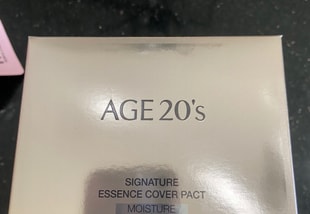 AGE 20's
SIGNATURE
ESSENCE COVER PACT
MOISTURE